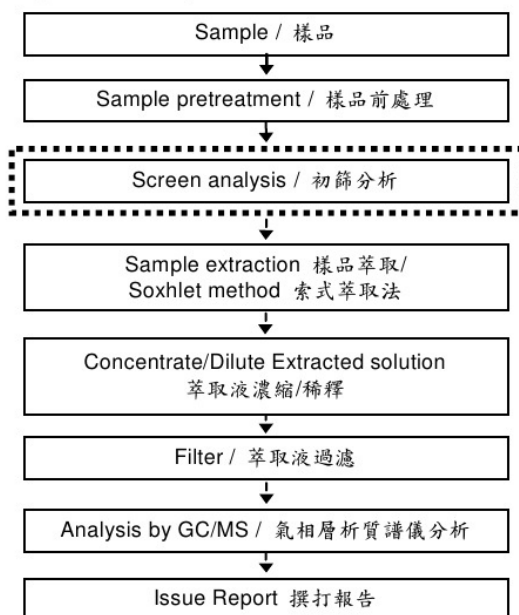 Sample / 樣品
Sample pretreatment / 樣品前處理
Screen analysis / 初篩分析
Sample extraction 樣品萃取/
Soxhlet method 索式萃取法
Concentrate/Dilute Extracted solution
萃取液濃縮/稀釋
Filter / 萃取液過濾
Analysis by GC/MS / 氣相層析質譜儀分析
Issue Report 撰打報告